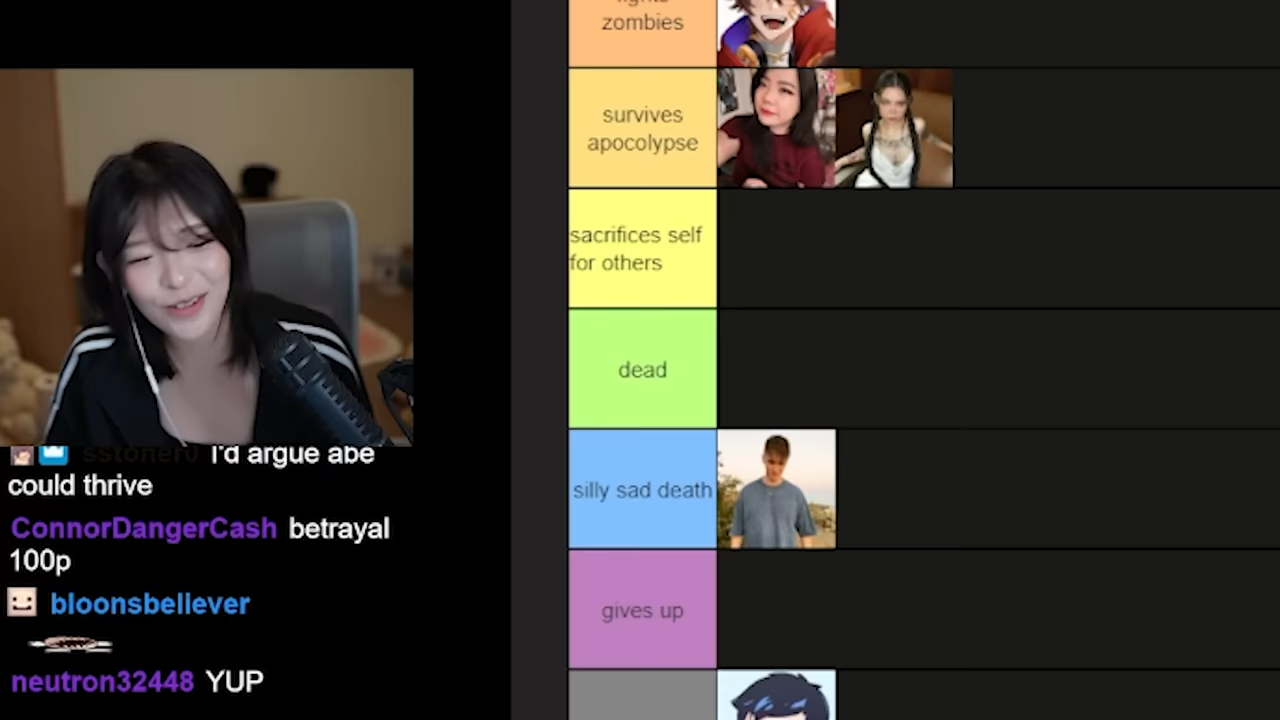 zombies
survives
apocolypse
sacrifices self
for others
dead
silly sad death
gives up
I'd argue abe
could thrive
ConnorDangerCash betrayal
100p
bloonsbeliever
neutron32448 YUP